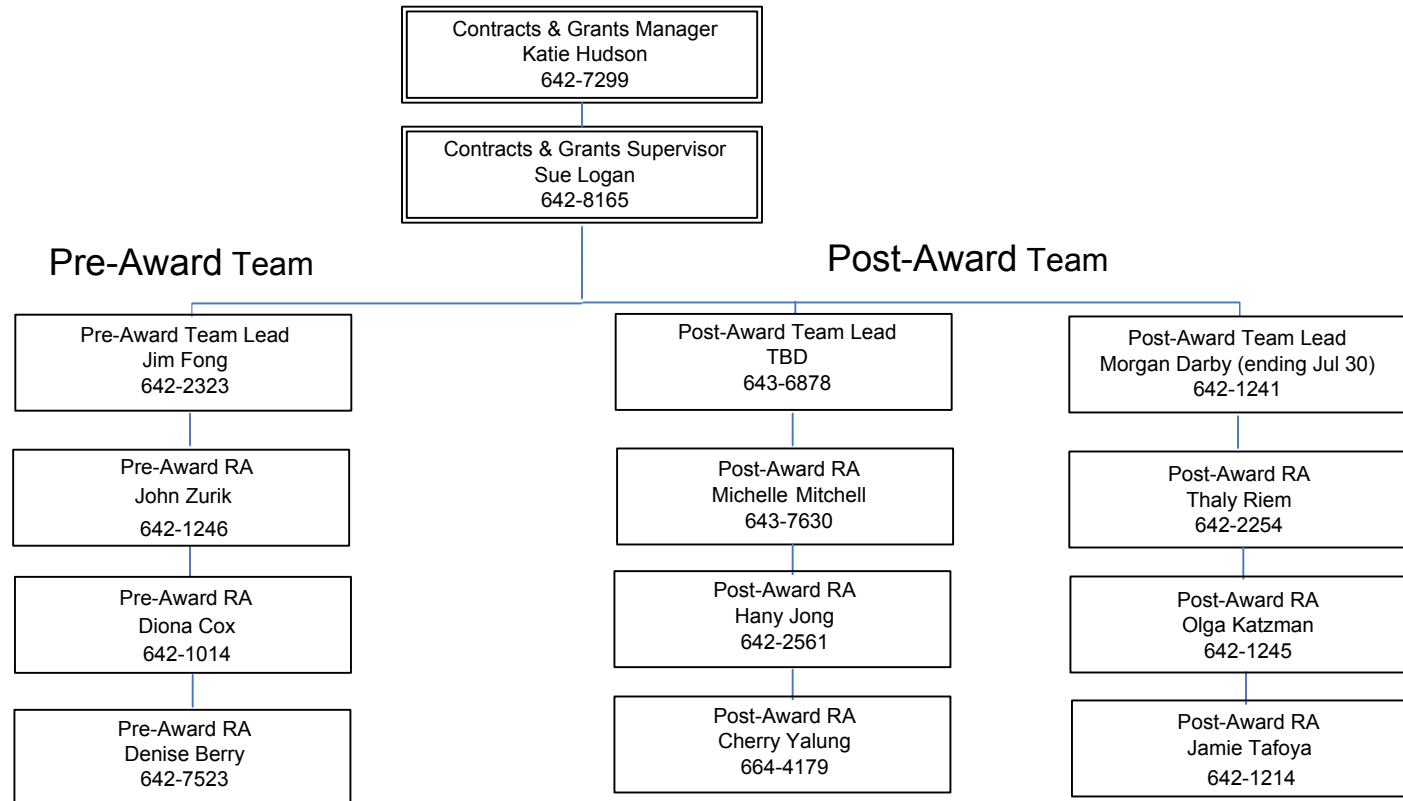 Contracts & Grants Manager
Katie Hudson
642-7299
Contracts & Grants Supervisor
Sue Logan
642-8165
Pre-Award Team
Post-Award Team
Pre-Award Team Lead
Jim Fong
642-2323
Pre-Award RA
John Zurik
642-1246
Pre-Award RA
Diona Cox
642-1014
Pre-Award RA
Denise Berry
642-7523
Post-Award Team Lead
TBD
643-6878
Post-Award RA
Michelle Mitchell
643-7630
Post-Award RA
Hany Jong
642-2561
Post-Award RA
Cherry Yalung
664-4179
Post-Award Team Lead
Morgan Darby (ending Jul 30)
642-1241
Post-Award RA
Thaly Riem
642-2254
Post-Award RA
Olga Katzman
642-1245
Post-Award RA
Jamie Tafoya
642-1214